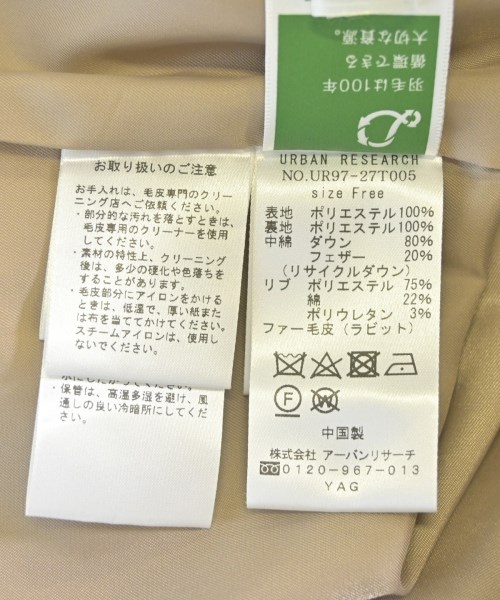 羽毛は100年
循環できる
大切な資源。
お取り扱いのご注意
お手入れは、毛皮専門のクリー
ニング店へご依頼ください。
・部分的な汚れを落とすときは、
毛皮専用のクリーナーを使用
してください。
・素材の特性上、クリーニング
後は、多少の硬化や色落ちを
することがあります。
・毛皮部分にアイロンをかける
ときは、低温で、厚い紙また
は布を当ててかけてください。
スチームアイロンは、使用し
ないでください。
・保管は、高温多湿を避け、風
通しの良い冷暗所にしてくだ
さい。
URBAN RESEARCH
NO.UR97-27T005
size Free
表地 ポリエステル100%
裏地 ポリエステル100%
中綿 ダウン 80%
フェザー 20%
(リサイクルダウン)
リブ ポリエステル 75%
綿 22%
ポリウレタン 3%
ファー毛皮(ラビット)
F W
中国製
株式会社 アーバンリサーチ
0120-967-013
YAG